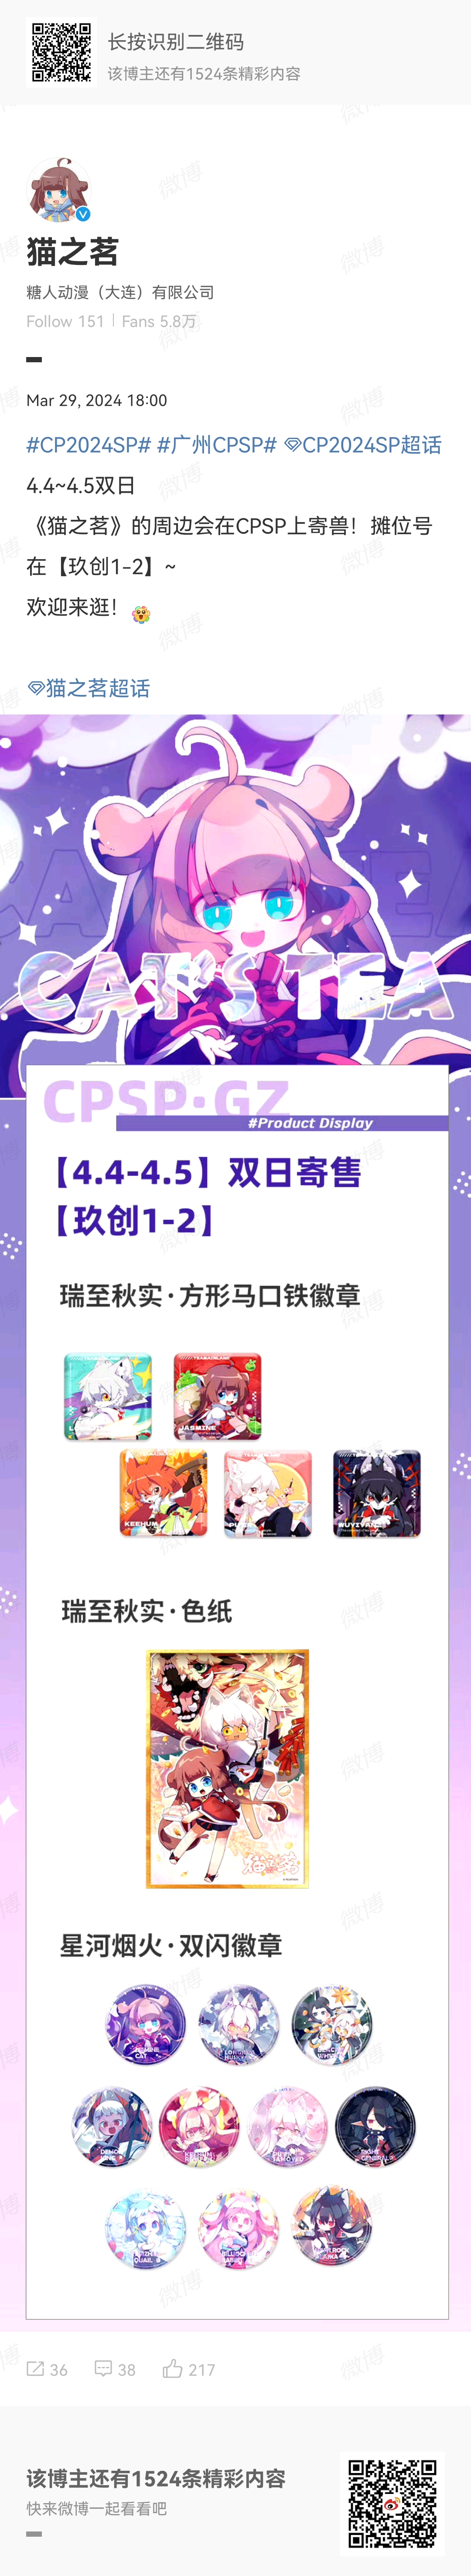 长按识别二维码
该博主还有1524条精彩内容
猫之茗
糖人动漫（大连）有限公司
Follow 151 | Fans 5.8万
Mar 29, 2024 18:00
#CP2024SP# #广州CPSP# CP2024SP超话
4.4~4.5双日
《猫之茗》的周边会在CPSP上寄兽！摊位号
在【玖创1-2】~
欢迎来逛！
猫之茗超话
CAT'S TEA
CPSP·GZ
#Product Display
【4.4-4.5】双日寄售
【玖创1-2】
瑞至秋实·方形马口铁徽章
JASMINE
KEEHUN
瑞至秋实·色纸
猫之茗
星河烟火·双闪徽章
36 38 217
该博主还有1524条精彩内容
快来微博一起看看吧
微博